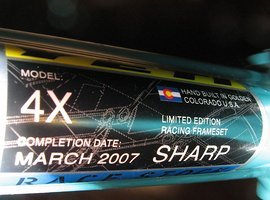 MODEL:
4X
HAND BUILT IN GOLDEN
COLORADO U.S.A.
LIMITED EDITION
RACING FRAMESET
COMPLETION DATE:
MARCH 2007
SHARP